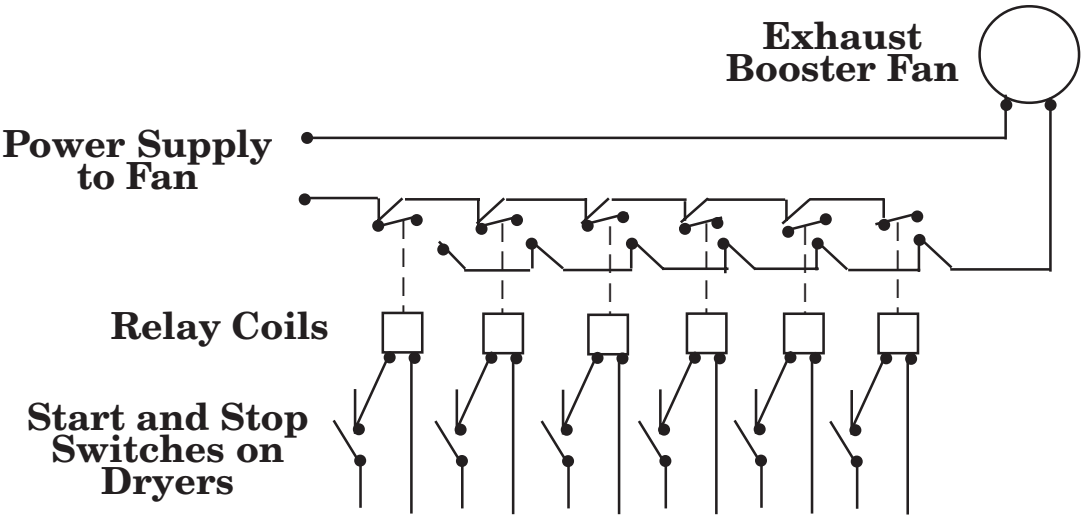 Exhaust
Booster Fan
Power Supply
to Fan
Relay Coils
Start and Stop
Switches on
Dryers